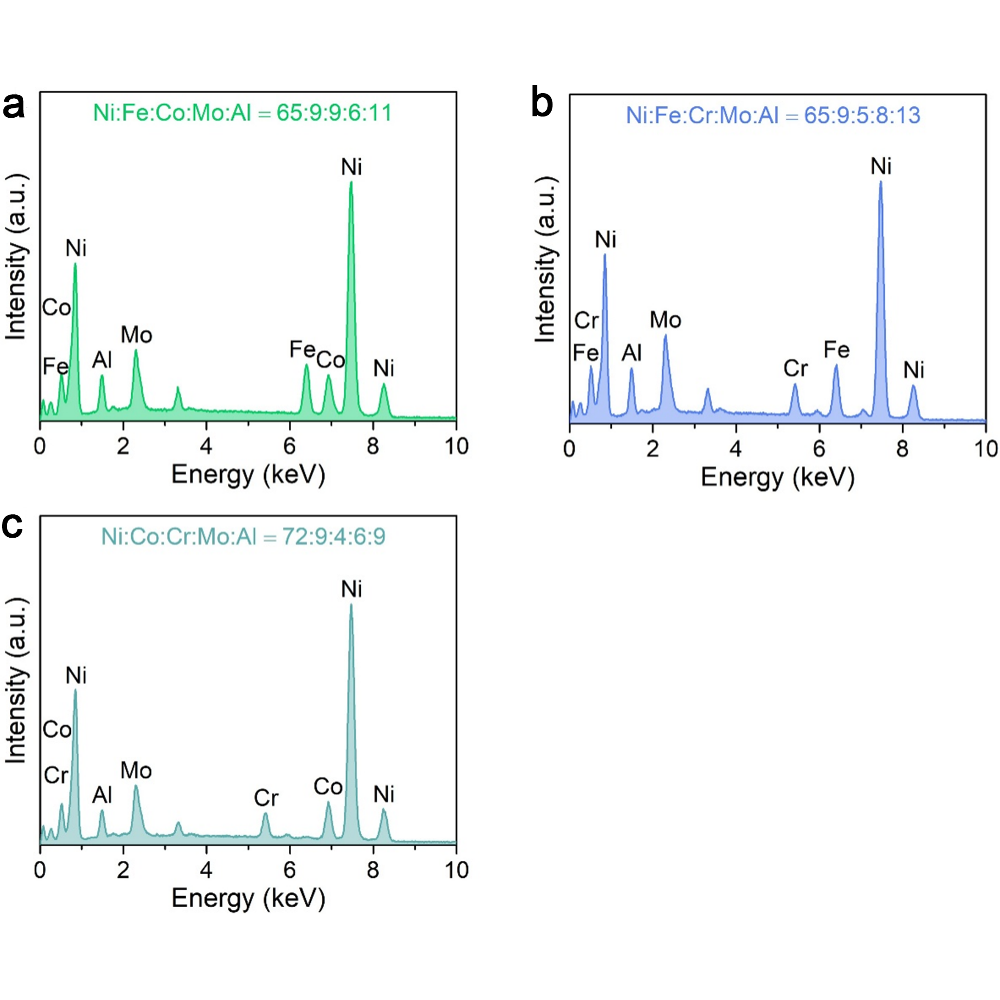 a
Ni:Fe:Co:Mo:Al = 65:9:9:6:11
Intensity (a.u.)
Ni
Co
Fe
Al
Mo
Fe
Co
Ni
Ni
0 2 4 6 8 10
Energy (keV)
b
Ni:Fe:Cr:Mo:Al = 65:9:5:8:13
Intensity (a.u.)
Ni
Cr
Fe
Al
Mo
Cr
Fe
Ni
Ni
0 2 4 6 8 10
Energy (keV)
c
Ni:Co:Cr:Mo:Al = 72:9:4:6:9
Intensity (a.u.)
Ni
Co
Cr
Al
Mo
Cr
Co
Ni
Ni
0 2 4 6 8 10
Energy (keV)